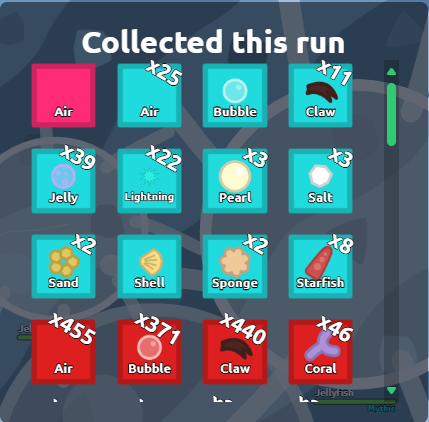 Collected this run
Air
x25
Air
Bubble
x11
Claw
x39
Jelly
x22
Lightning
x3
Pearl
x3
Salt
x2
Sand
Shell
x2
Sponge
x8
Starfish
x455
Air
x371
Bubble
x440
Claw
x46
Coral
Jellyfish
Mythic